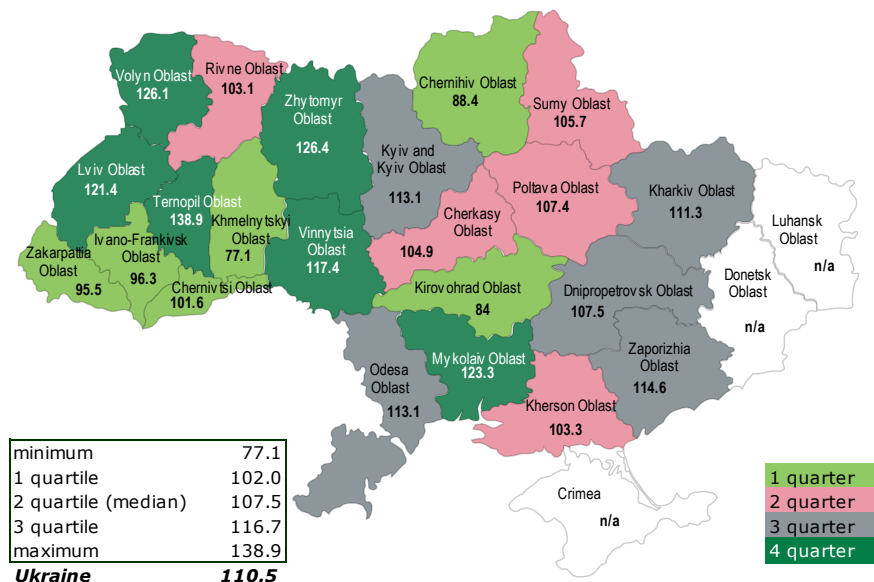 Volyn Oblast
126.1
Rivne Oblast
103.1
Zhytomyr
Oblast
126.4
Chernihiv Oblast
88.4
Sumy Oblast
105.7
Kyiv and
Kyiv Oblast
113.1
Lviv Oblast
121.4
Ternopil Oblast
138.9
Khmelnytskyi
Oblast
77.1
Vinnytsia
Oblast
117.4
Cherkasy
Oblast
104.9
Poltava Oblast
107.4
Kharkiv Oblast
111.3
Luhansk
Oblast
n/a
Donetsk
Oblast
n/a
Zakarpattia
Oblast
95.5
Ivano-Frankivsk
Oblast
96.3
Chernivtsi Oblast
101.6
Kirovohrad Oblast
84
Dnipropetrovsk Oblast
107.5
Zaporizhia
Oblast
114.6
Odesa
Oblast
113.1
Mykolaiv Oblast
123.3
Kherson Oblast
103.3
Crimea
n/a
minimum 77.1
1 quartile 102.0
2 quartile (median) 107.5
3 quartile 116.7
maximum 138.9
Ukraine 110.5
1 quarter
2 quarter
3 quarter
4 quarter